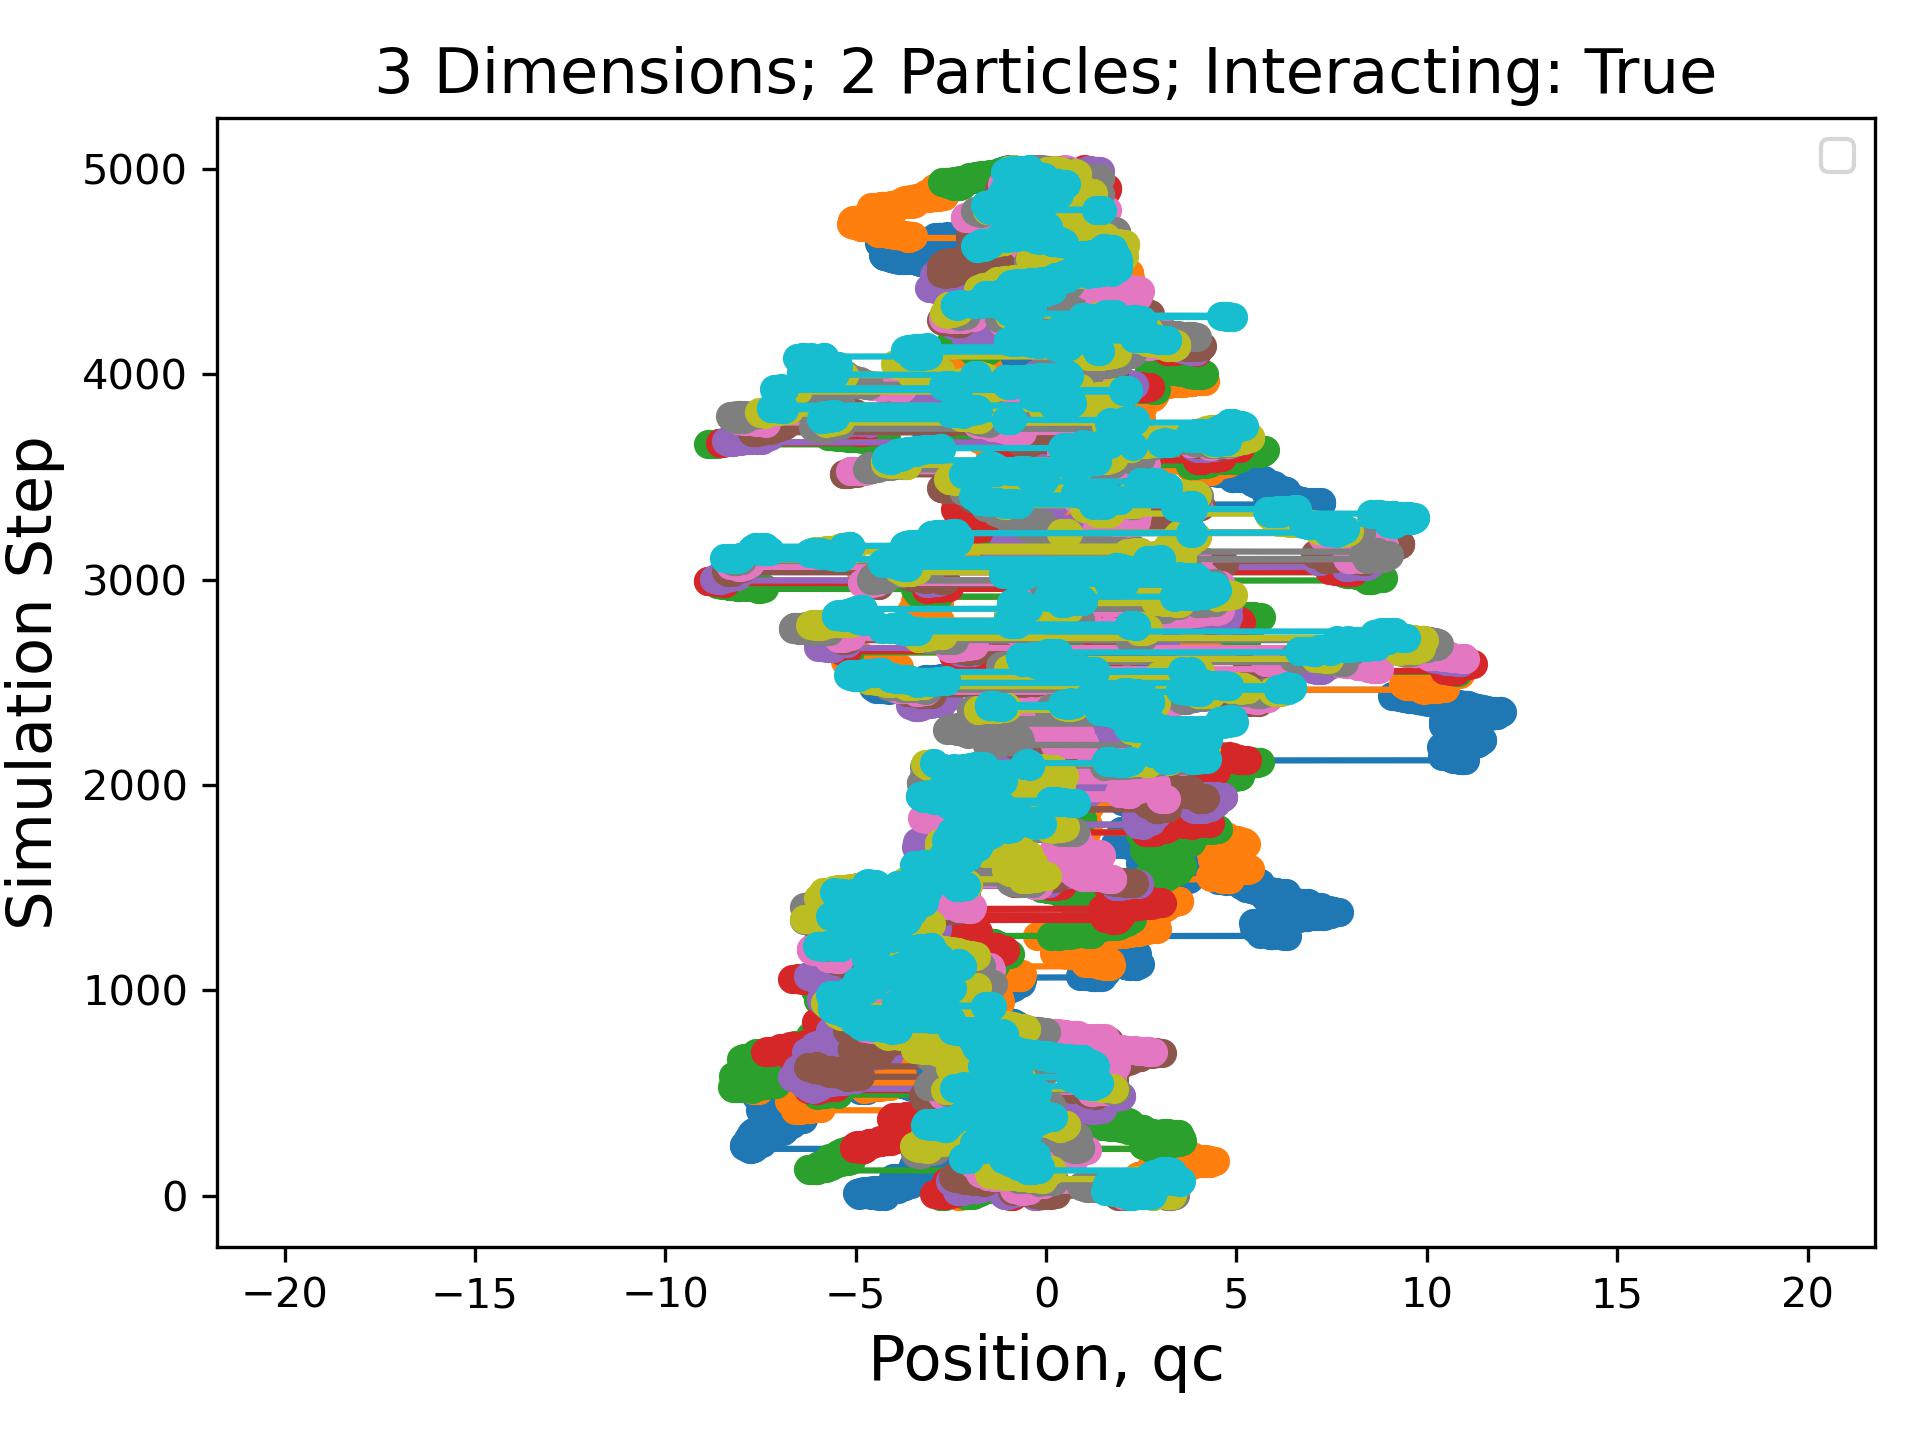 3 Dimensions; 2 Particles; Interacting: True
Simulation Step
5000
4000
3000
2000
1000
0
−20 −15 −10 −5 0 5 10 15 20
Position, qc